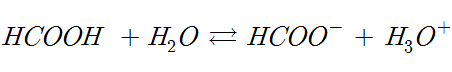 HCOOH + H₂O ⇄ HCOO⁻ + H₃O⁺